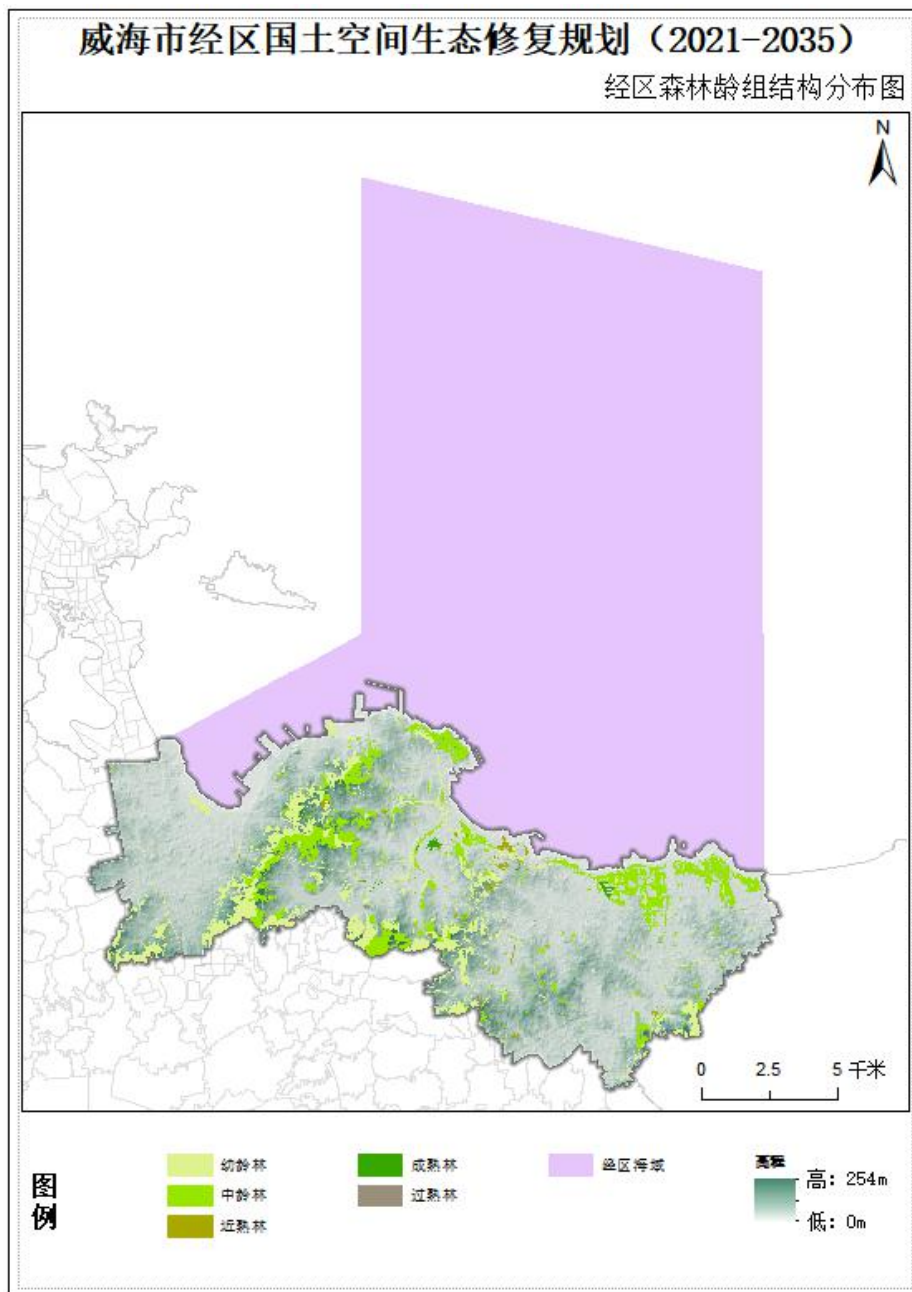 威海市经区国土空间生态修复规划（2021-2035）
经区森林龄组结构分布图
N
0 2.5 5 千米
图例
幼龄林
中龄林
近熟林
成熟林
过熟林
经区海域
高程
高: 254m
低: 0m